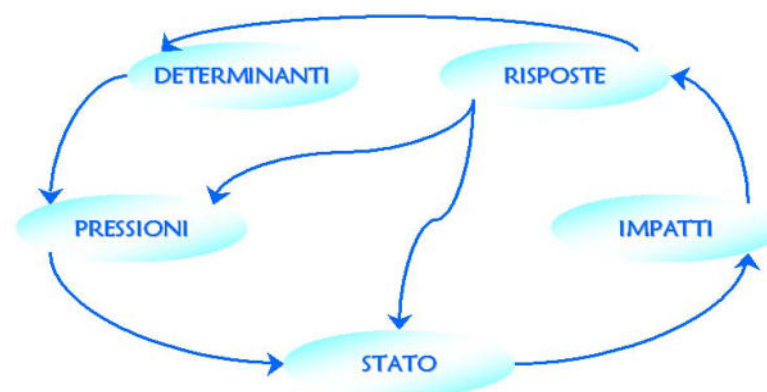 DETERMINANTI
RISPOSTE
PRESSIONI
IMPATTI
STATO